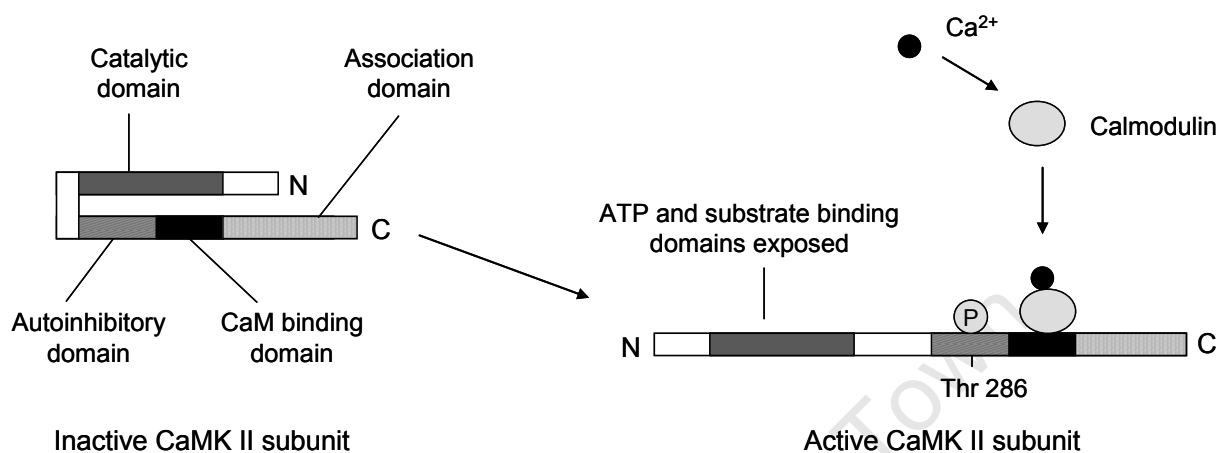 Ca2+
Catalytic
domain
Association
domain
Calmodulin
N
ATP and substrate binding
domains exposed
C
Autoinhibitory
domain
CaM binding
domain
P
N
C
Thr 286
Inactive CaMK II subunit
Active CaMK II subunit
Town